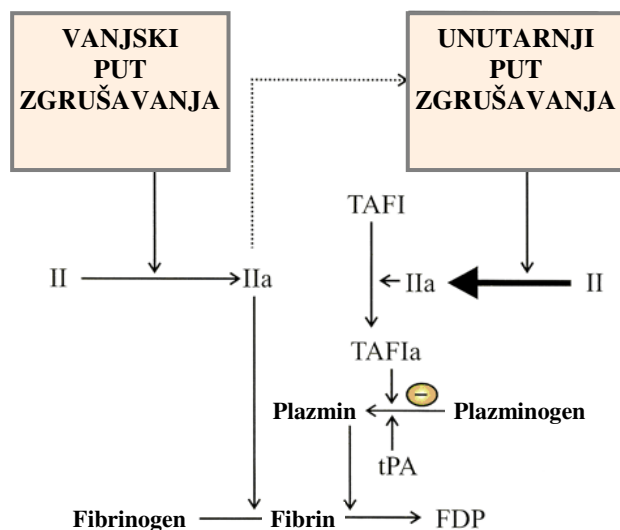 VANJSKI
PUT
ZGRUŠAVANJA
UNUTARNJI
PUT
ZGRUŠAVANJA
TAFI
II
IIa
IIa
II
TAFIa
−
Plazmin
Plazminogen
tPA
Fibrinogen
Fibrin
FDP